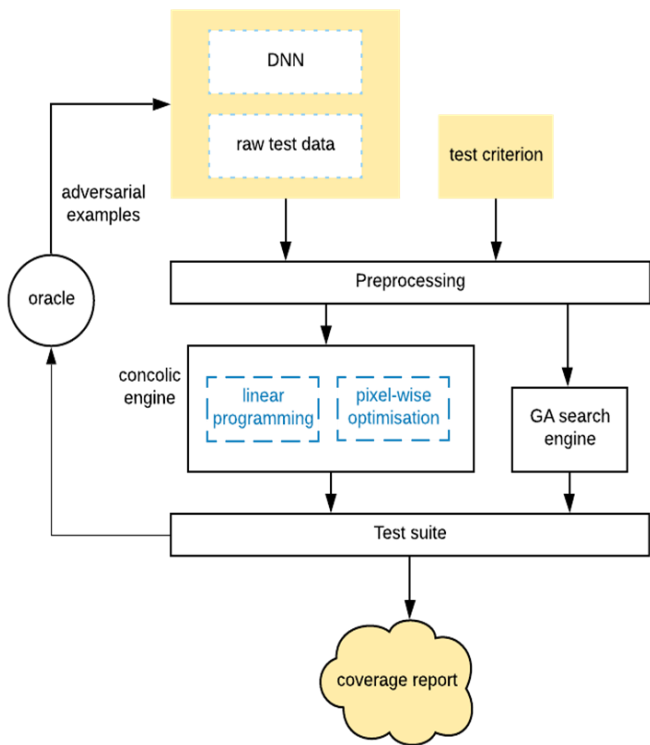 DNN
raw test data
test criterion
adversarial
examples
oracle
Preprocessing
concolic
engine
linear
programming
pixel-wise
optimisation
GA search
engine
Test suite
coverage report